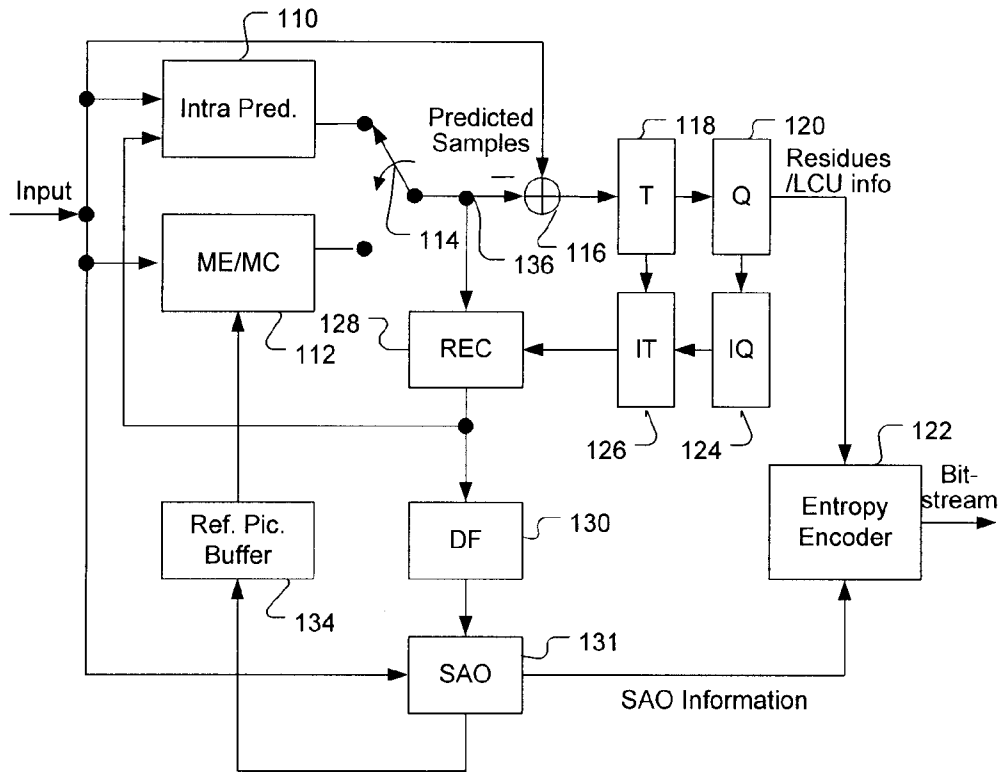 110
Intra Pred.
Predicted
Samples
118
120
Residues
/LCU info
Input
T
Q
114
136
116
ME/MC
112
128
REC
IT
IQ
126
124
122
Bit-
stream
Entropy
Encoder
Ref. Pic.
Buffer
134
DF
130
131
SAO
SAO Information